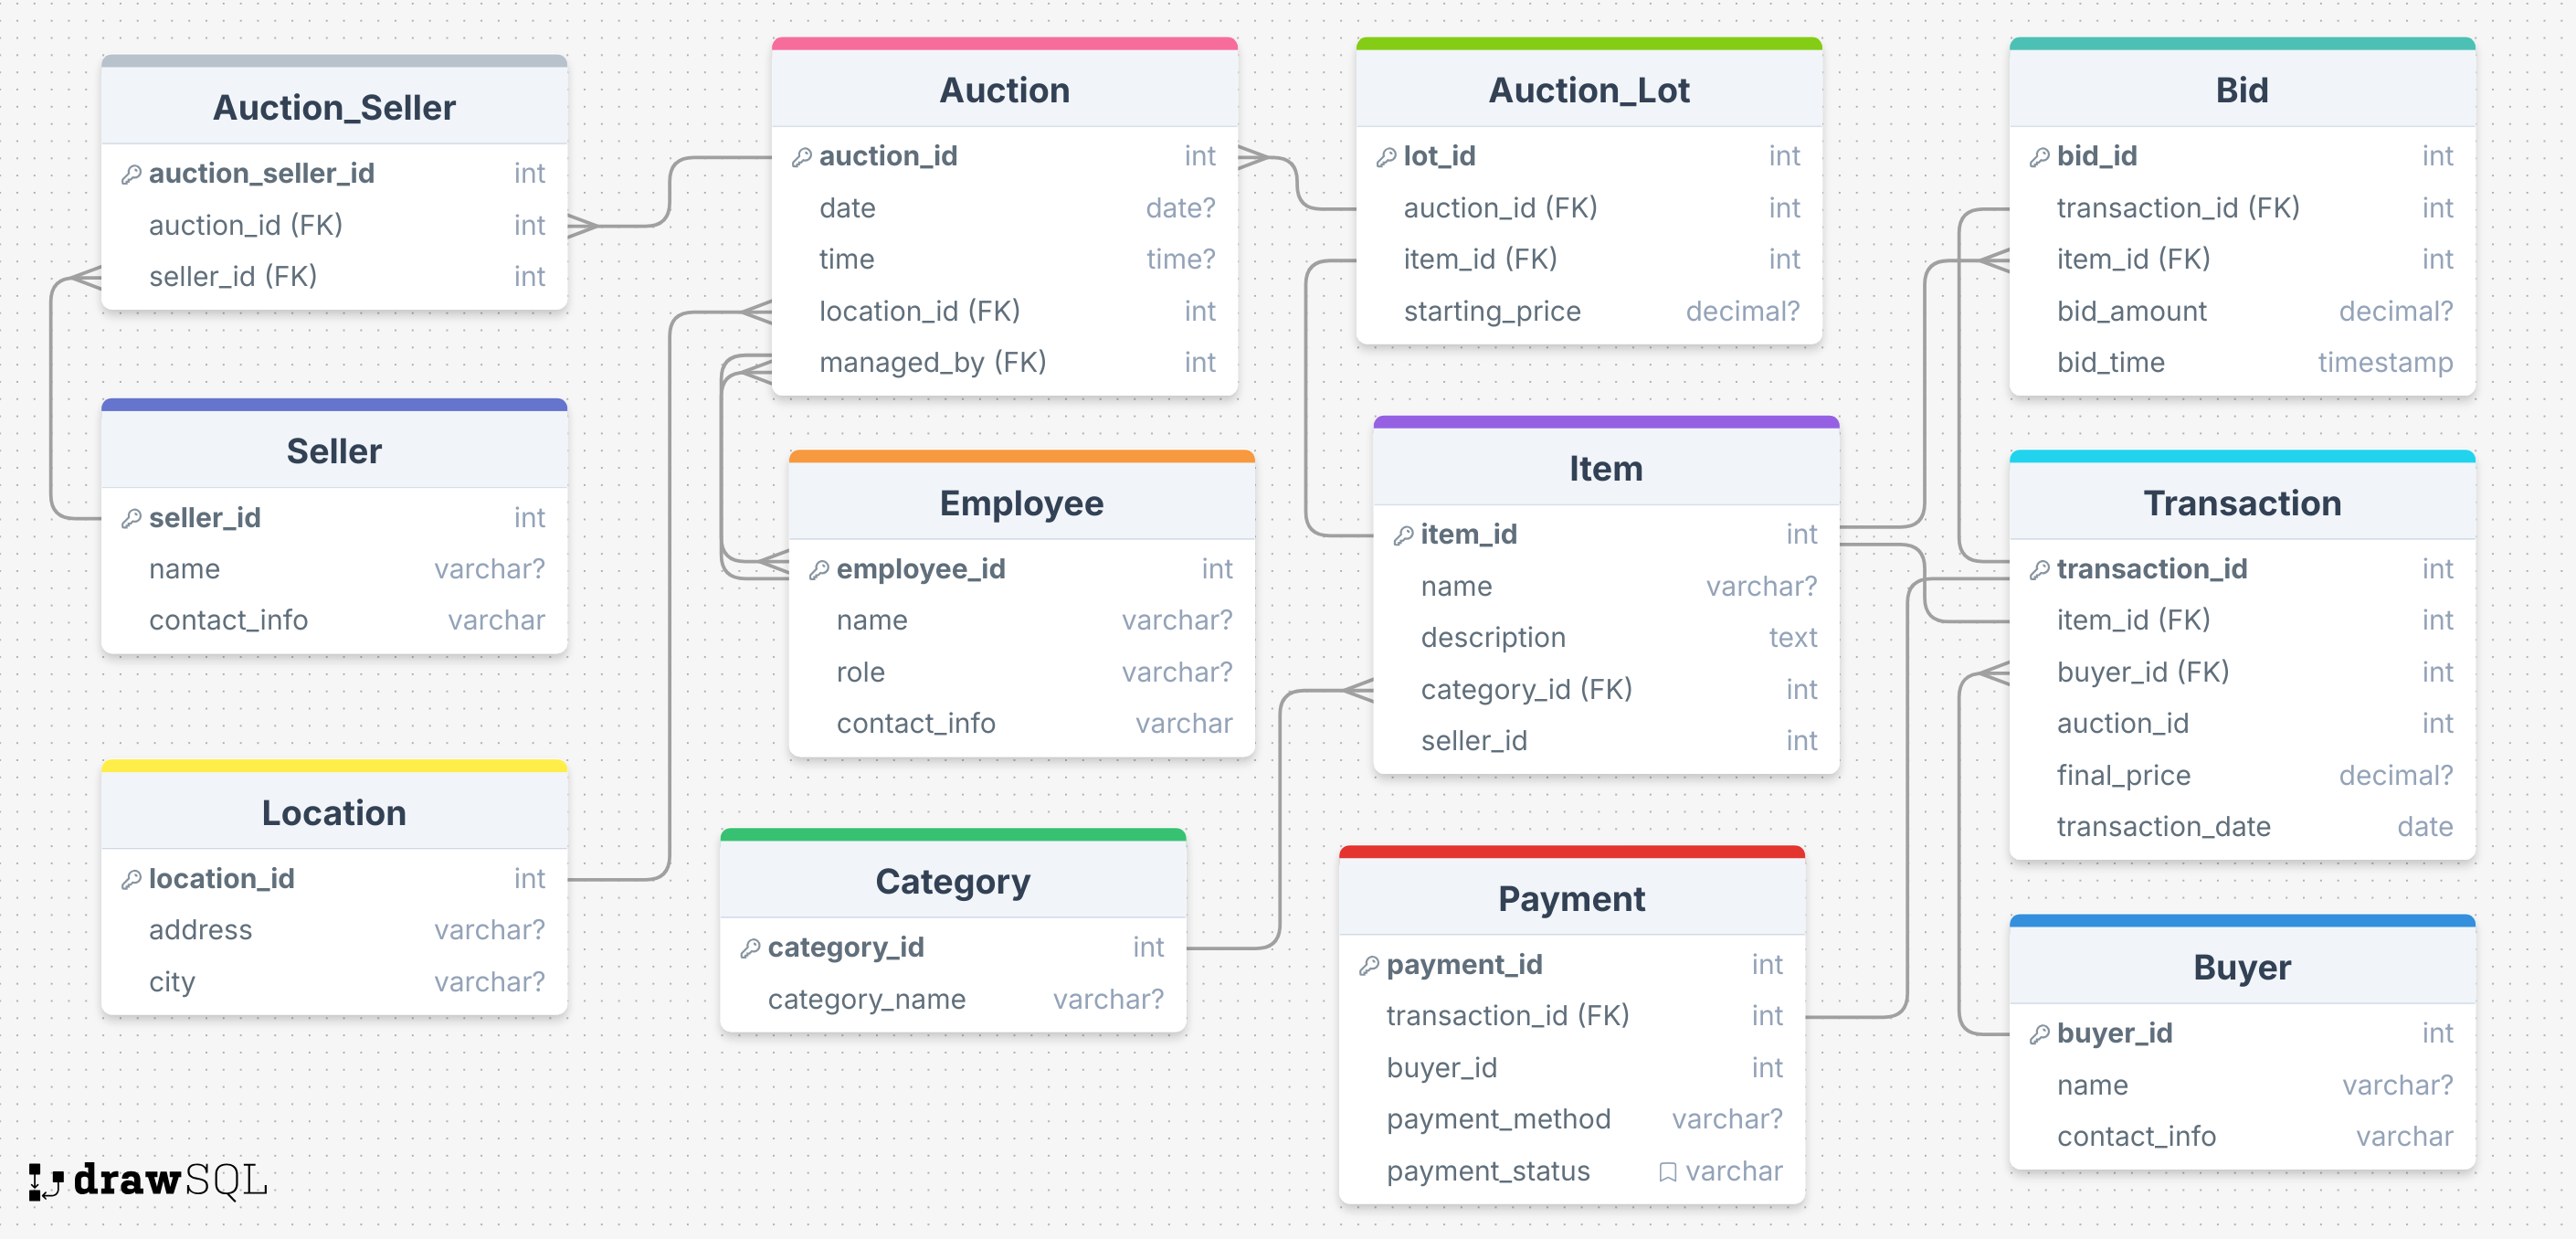 Auction_Seller
auction_seller_id int
auction_id (FK) int
seller_id (FK) int
Seller
seller_id int
name varchar?
contact_info varchar
Location
location_id int
address varchar?
city varchar?
Auction
auction_id int
date date?
time time?
location_id (FK) int
managed_by (FK) int
Employee
employee_id int
name varchar?
role varchar?
contact_info varchar
Category
category_id int
category_name varchar?
Auction_Lot
lot_id int
auction_id (FK) int
item_id (FK) int
starting_price decimal?
Item
item_id int
name varchar?
description text
category_id (FK) int
seller_id int
Payment
payment_id int
transaction_id (FK) int
buyer_id int
payment_method varchar?
payment_status varchar
Bid
bid_id int
transaction_id (FK) int
item_id (FK) int
bid_amount decimal?
bid_time timestamp
Transaction
transaction_id int
item_id (FK) int
buyer_id (FK) int
auction_id int
final_price decimal?
transaction_date date
Buyer
buyer_id int
name varchar?
contact_info varchar
drawSQL